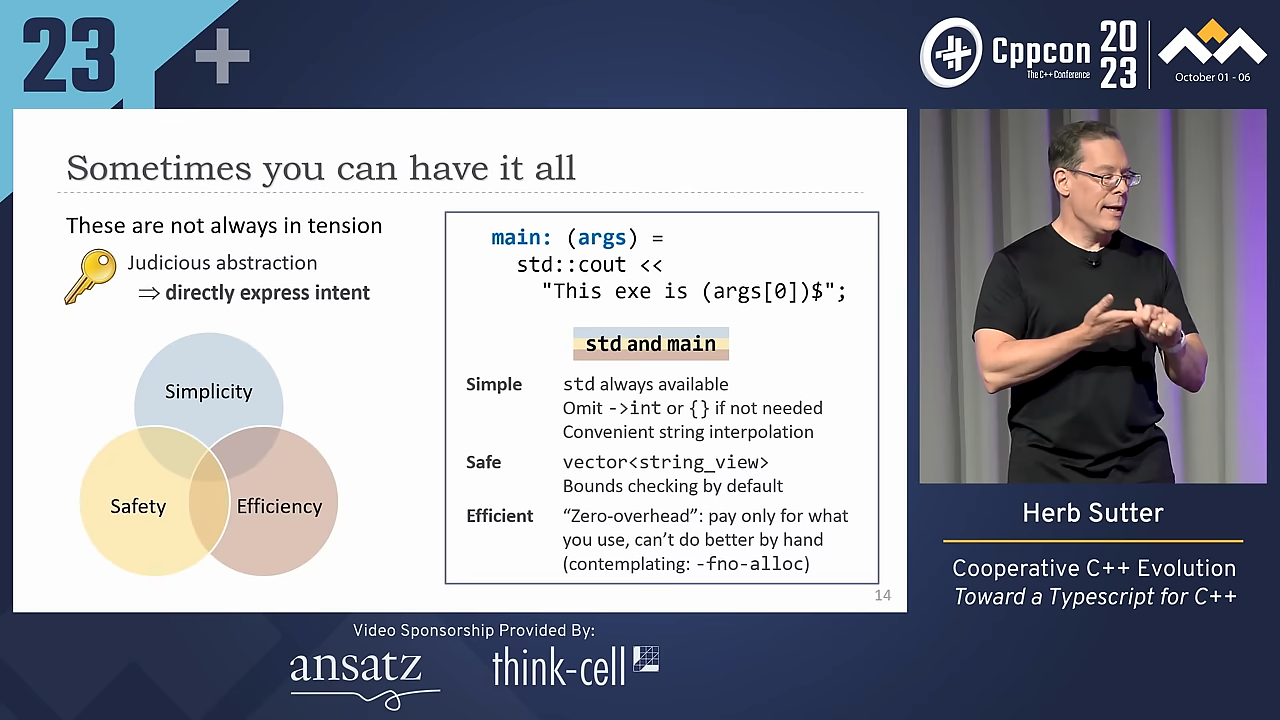 23 +
Cppcon
The C++ Conference
20
23
October 01 - 06
Sometimes you can have it all
These are not always in tension
Judicious abstraction
⇒ directly express intent
Simplicity
Safety
Efficiency
main: (args) =
std::cout <<
"This exe is (args[0])$";
std and main
Simple
std always available
Omit ->int or {} if not needed
Convenient string interpolation
Safe
vector<string_view>
Bounds checking by default
Efficient
“Zero-overhead”: pay only for what
you use, can’t do better by hand
(contemplating: -fno-alloc)
14
Herb Sutter
Cooperative C++ Evolution
Toward a Typescript for C++
Video Sponsorship Provided By:
ansatz
think-cell